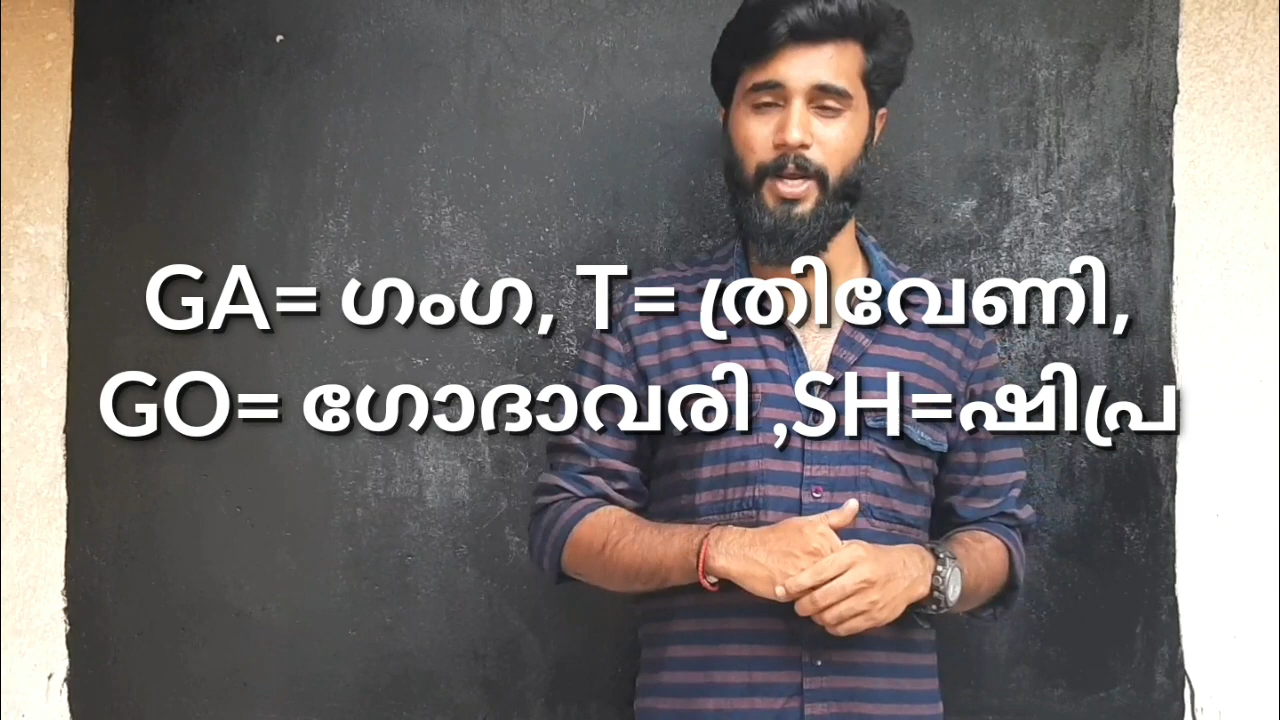 GA= ഗംഗ, T= ത്രിവേണി,
GO= ഗോദാവരി ,SH=ഷിപ്ര